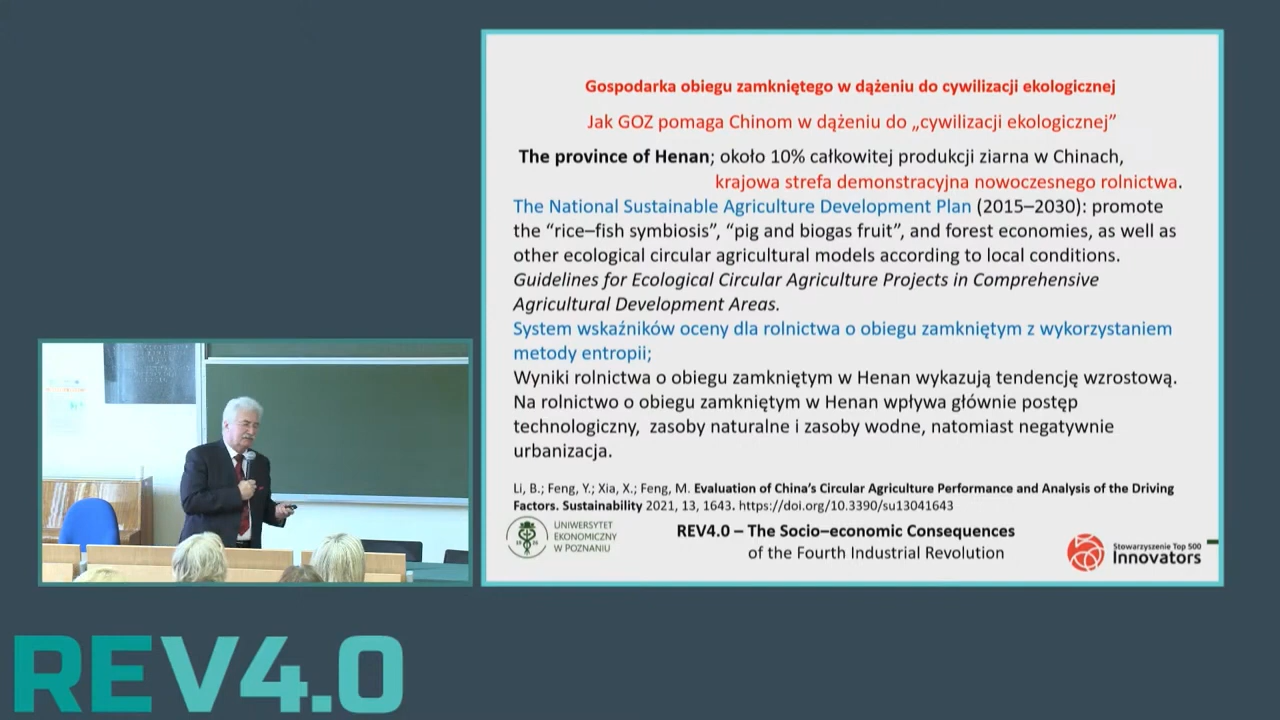 Gospodarka obiegu zamkniętego w dążeniu do cywilizacji ekologicznej
Jak GOZ pomaga Chinom w dążeniu do „cywilizacji ekologicznej”
The province of Henan; około 10% całkowitej produkcji ziarna w Chinach,
krajowa strefa demonstracyjna nowoczesnego rolnictwa.
The National Sustainable Agriculture Development Plan (2015–2030): promote
the “rice–fish symbiosis”, “pig and biogas fruit”, and forest economies, as well as
other ecological circular agricultural models according to local conditions.
Guidelines for Ecological Circular Agriculture Projects in Comprehensive
Agricultural Development Areas.
System wskaźników oceny dla rolnictwa o obiegu zamkniętym z wykorzystaniem
metody entropii;
Wyniki rolnictwa o obiegu zamkniętym w Henan wykazują tendencję wzrostową.
Na rolnictwo o obiegu zamkniętym w Henan wpływa głównie postęp
technologiczny, zasoby naturalne i zasoby wodne, natomiast negatywnie
urbanizacja.
Li, B.; Feng, Y.; Xia, X.; Feng, M. Evaluation of China’s Circular Agriculture Performance and Analysis of the Driving
Factors. Sustainability 2021, 13, 1643. https://doi.org/10.3390/su13041643
UNIWERSYTET
EKONOMICZNY
W POZNANIU
REV4.0 – The Socio–economic Consequences
of the Fourth Industrial Revolution
Stowarzyszenie Top 500
Innovators
REV4.0